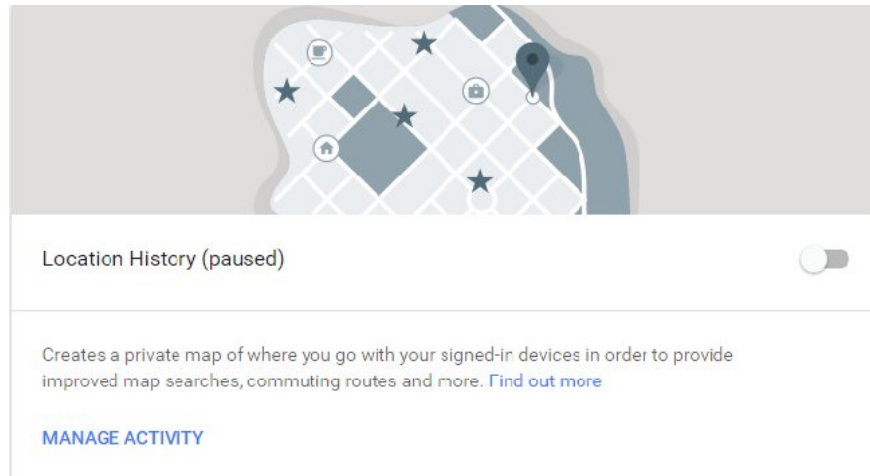 Location History (paused)
Creates a private map of where you go with your signed-in devices in order to provide
improved map searches, commuting routes and more. Find out more
MANAGE ACTIVITY